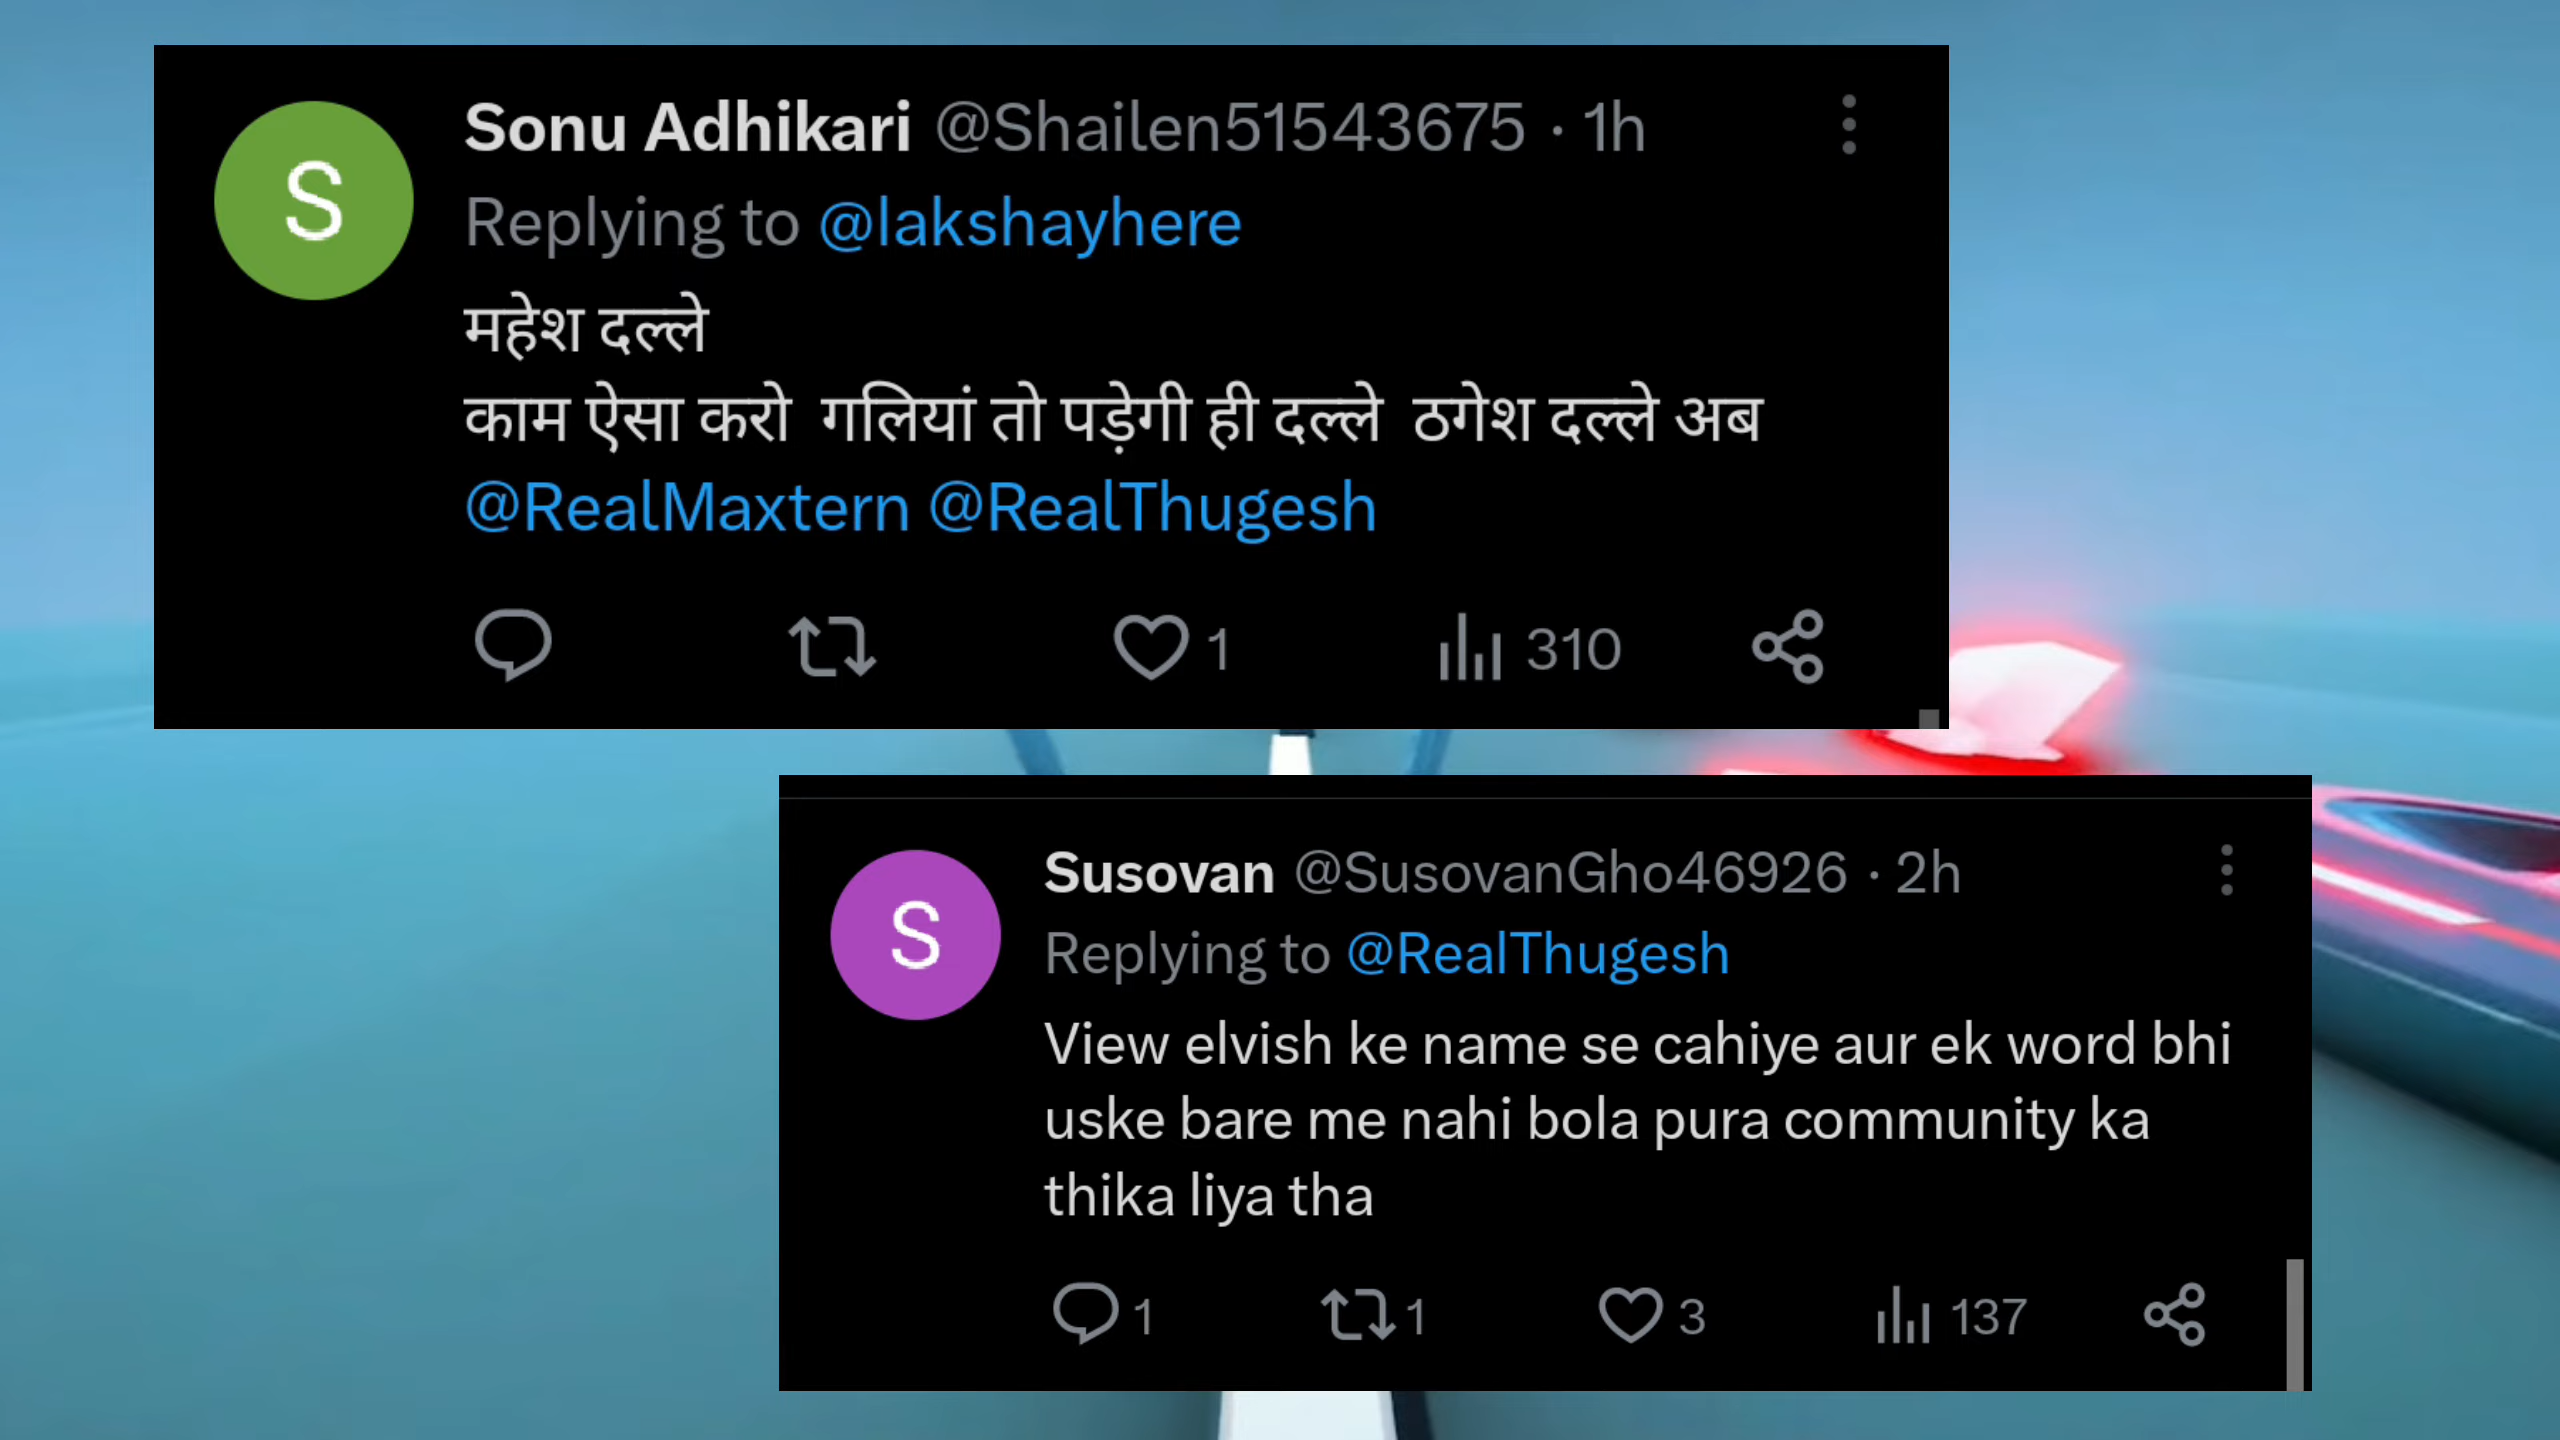 S
Sonu Adhikari @Shailen51543675 · 1h
Replying to @lakshayhere
महेश दल्ले
काम ऐसा करो गलियां तो पड़ेगी ही दल्ले ठगेश दल्ले अब
@RealMaxtern @RealThugesh
1 310
S
Susovan @SusovanGho46926 · 2h
Replying to @RealThugesh
View elvish ke name se cahiye aur ek word bhi
uske bare me nahi bola pura community ka
thika liya tha
1 1 3 137